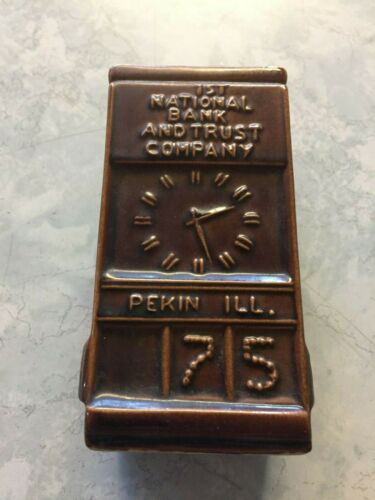 1ST
NATIONAL
BANK
AND TRUST
COMPANY
PEKIN ILL.
75